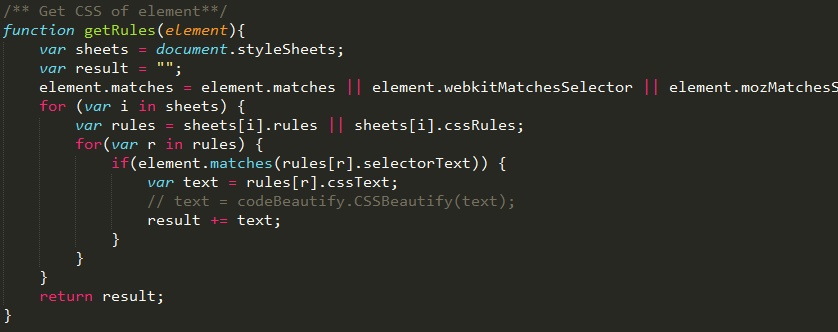 /** Get CSS of element**/
function getRules(element){
    var sheets = document.styleSheets;
    var result = "";
    element.matches = element.matches || element.webkitMatchesSelector || element.mozMatchesS
    for (var i in sheets) {
        var rules = sheets[i].rules || sheets[i].cssRules;
        for(var r in rules) {
            if(element.matches(rules[r].selectorText)) {
                var text = rules[r].cssText;
                // text = codeBeautify.CSSBeautify(text);
                result += text;
            }
        }
    }
    return result;
}